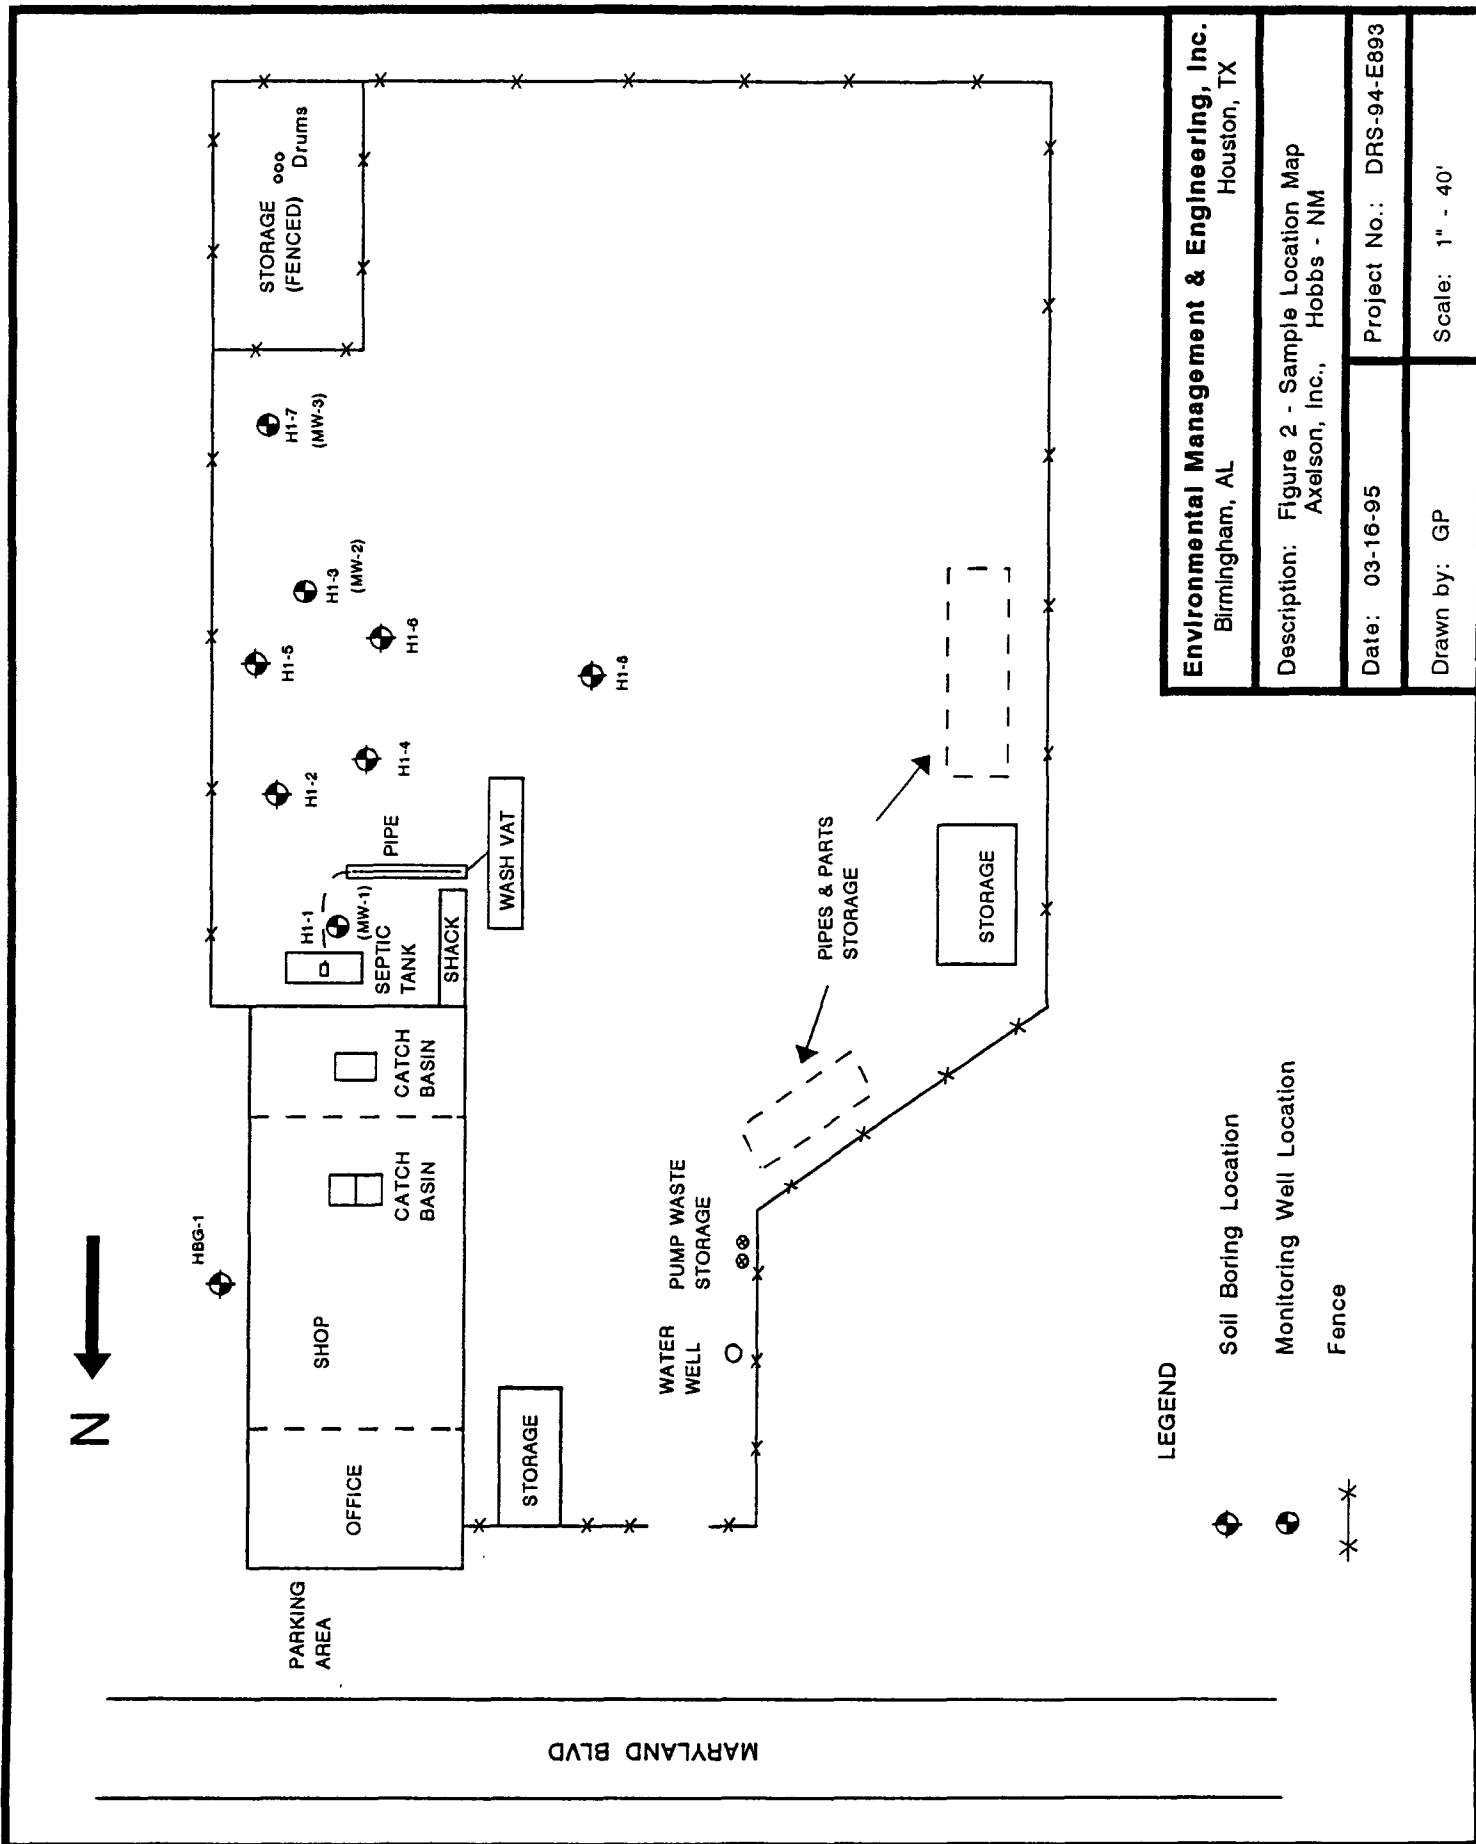 N
HBG-1
PARKING
AREA
OFFICE
SHOP
CATCH
BASIN
CATCH
BASIN
SEPTIC
TANK
H1-1
(MW-1)
SHACK
PIPE
WASH VAT
H1-2
H1-4
H1-5
H1-6
H1-3
(MW-2)
H1-7
(MW-3)
H1-8
STORAGE
(FENCED)
Drums
STORAGE
WATER
WELL
PUMP WASTE
STORAGE
PIPES & PARTS
STORAGE
STORAGE
MARYLAND BLVD
LEGEND
Soil Boring Location
Monitoring Well Location
Fence
Environmental Management & Engineering, Inc.
Birmingham, AL Houston, TX
Description: Figure 2 - Sample Location Map
Axelson, Inc., Hobbs - NM
Date: 03-16-95
Project No.: DRS-94-E893
Drawn by: GP
Scale: 1" - 40'